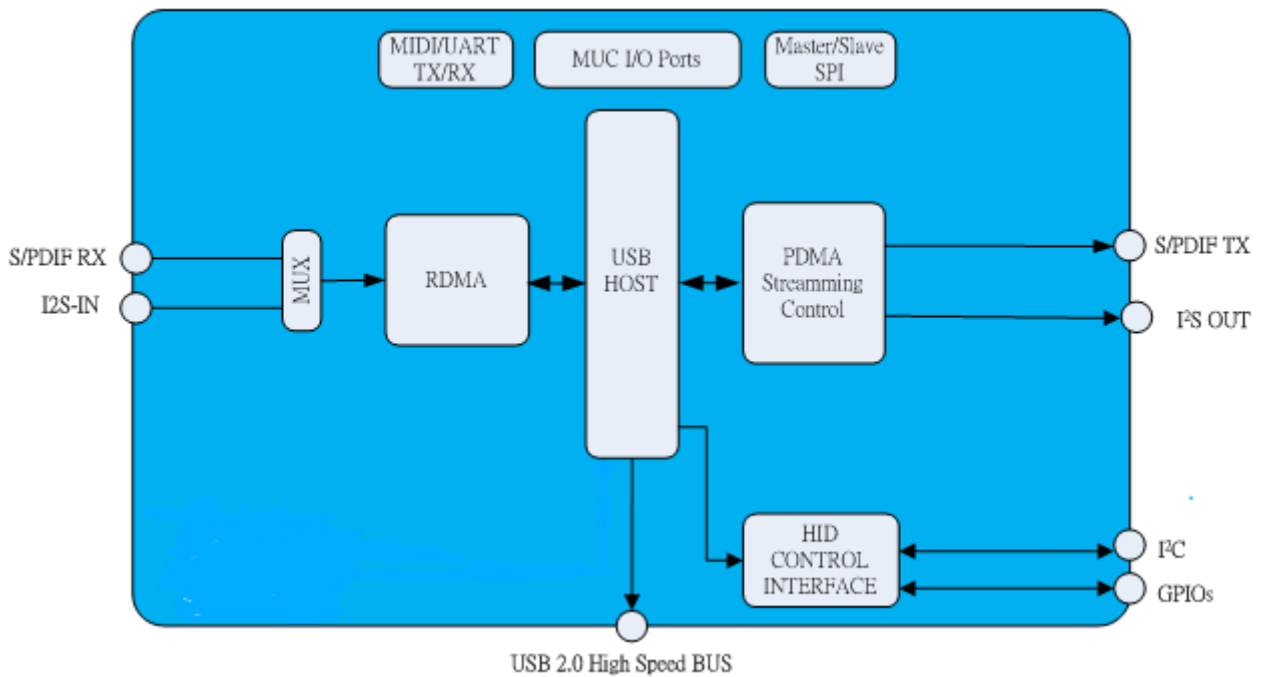 MIDI/UART
TX/RX
MUC I/O Ports
Master/Slave
SPI
S/PDIF RX
I2S-IN
MUX
RDMA
USB
HOST
PDMA
Streamming
Control
S/PDIF TX
I²S OUT
HID
CONTROL
INTERFACE
I²C
GPIOs
USB 2.0 High Speed BUS